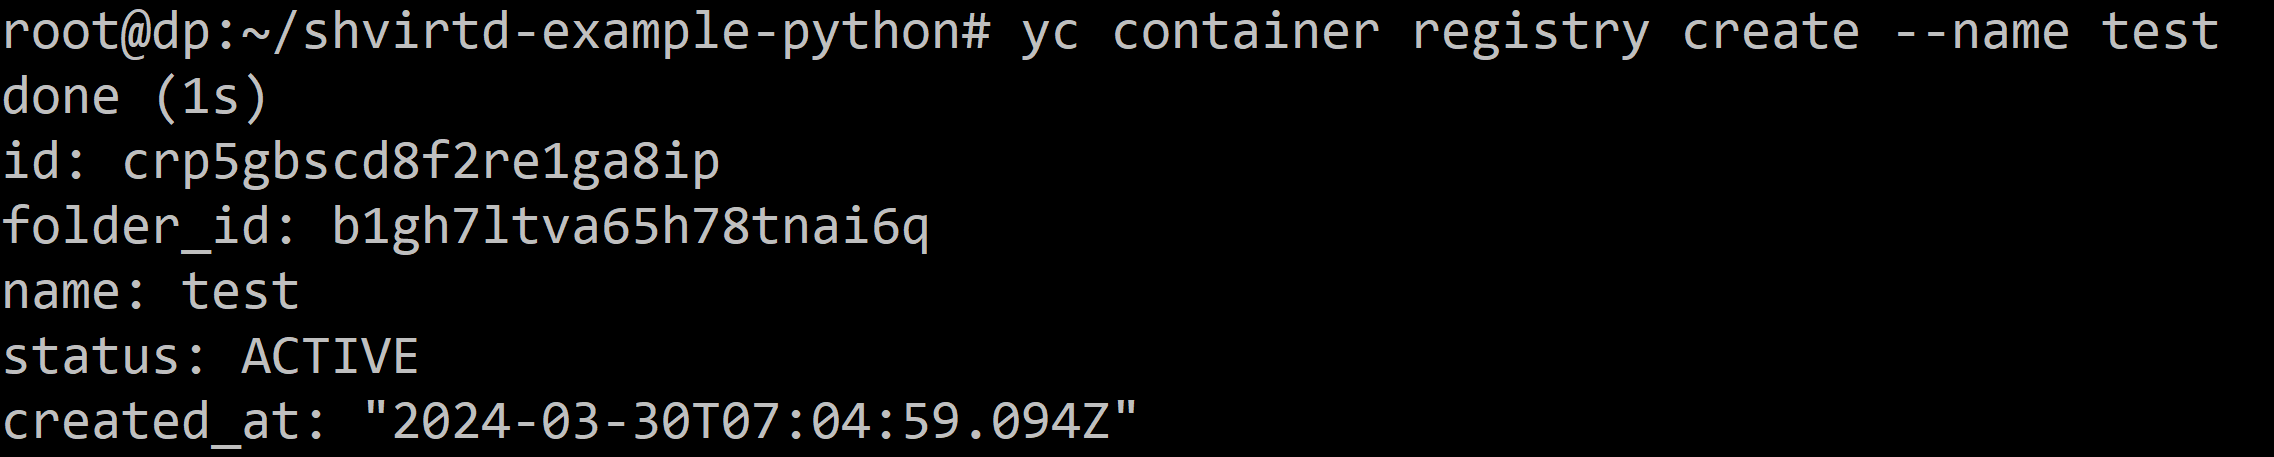 root@dp:~/shvirtd-example-python# yc container registry create --name test
done (1s)
id: crp5gbscd8f2re1ga8ip
folder_id: b1gh7ltva65h78tnai6q
name: test
status: ACTIVE
created_at: "2024-03-30T07:04:59.094Z"